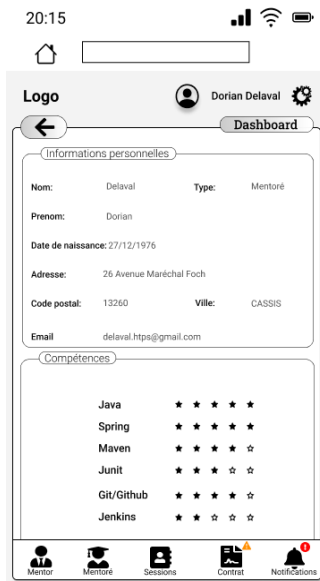 20:15
Logo
Dorian Delaval
Dashboard
Informations personnelles
Nom: Delaval Type: Mentoré
Prenom: Dorian
Date de naissance: 27/12/1976
Adresse: 26 Avenue Maréchal Foch
Code postal: 13260 Ville: CASSIS
Email delaval.htps@gmail.com
Compétences
Java
Spring
Maven
Junit
Git/Github
Jenkins
Mentor Mentoré Sessions Contrat Notifications